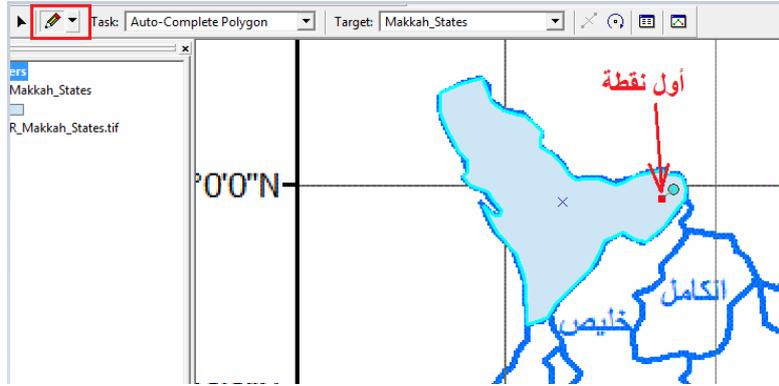 Task: Auto-Complete Polygon Target: Makkah_States
ers
Makkah_States
R_Makkah_States.tif
أول نقطة
°0'0"N
الكامل
خليص